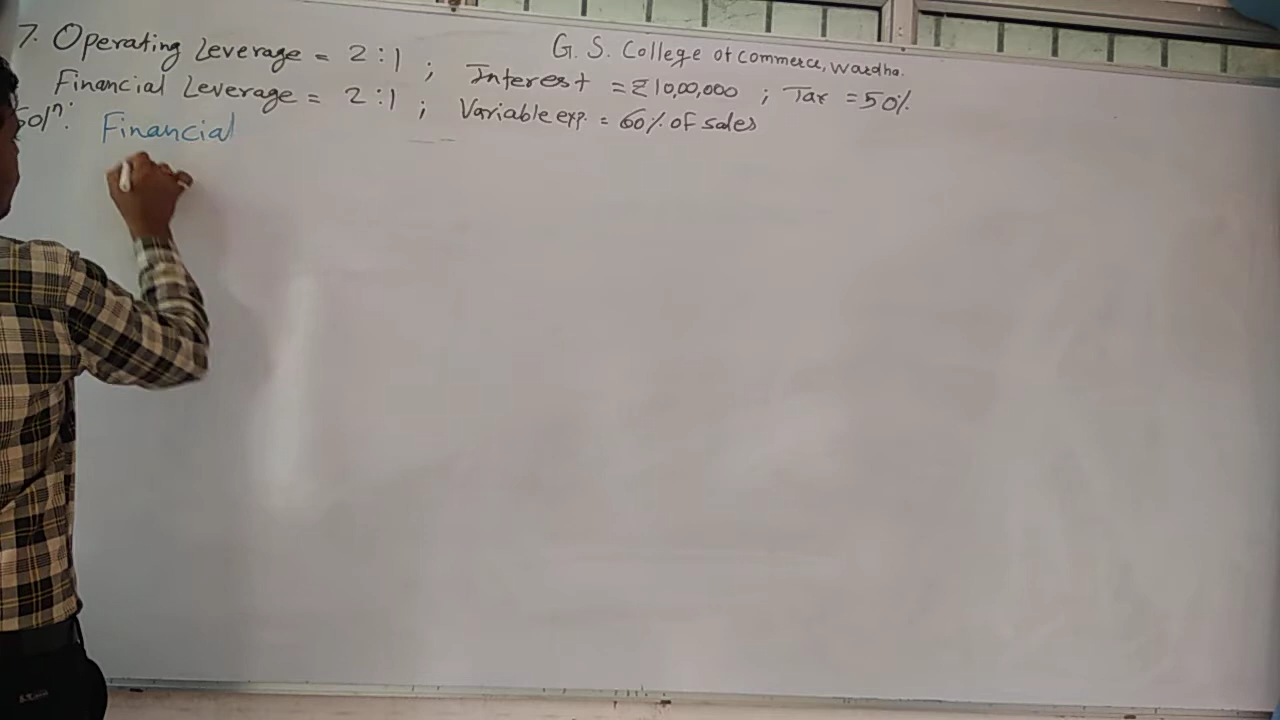 G. S. College of Commerce, Wardha.
7. Operating Leverage = 2:1 ; Interest = ₹10,00,000 ; Tax = 50%
Financial Leverage = 2:1 ; Variable exp. = 60% of sales
Soln: Financial